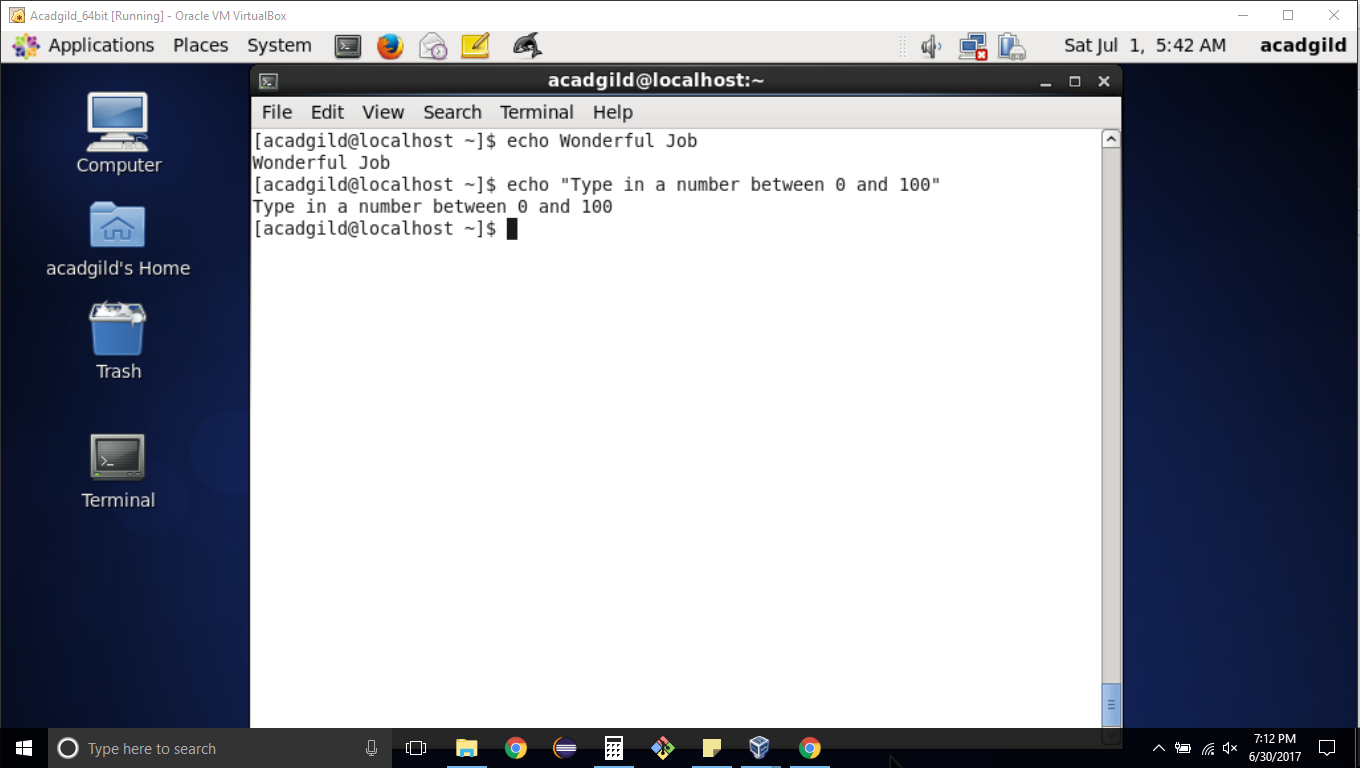 Acadgild_64bit [Running] - Oracle VM VirtualBox
Applications Places System Sat Jul 1, 5:42 AM acadgild
acadgild@localhost:~
File Edit View Search Terminal Help
[acadgild@localhost ~]$ echo Wonderful Job
Wonderful Job
[acadgild@localhost ~]$ echo "Type in a number between 0 and 100"
Type in a number between 0 and 100
[acadgild@localhost ~]$
Computer
acadgild's Home
Trash
Terminal
Type here to search
7:12 PM
6/30/2017